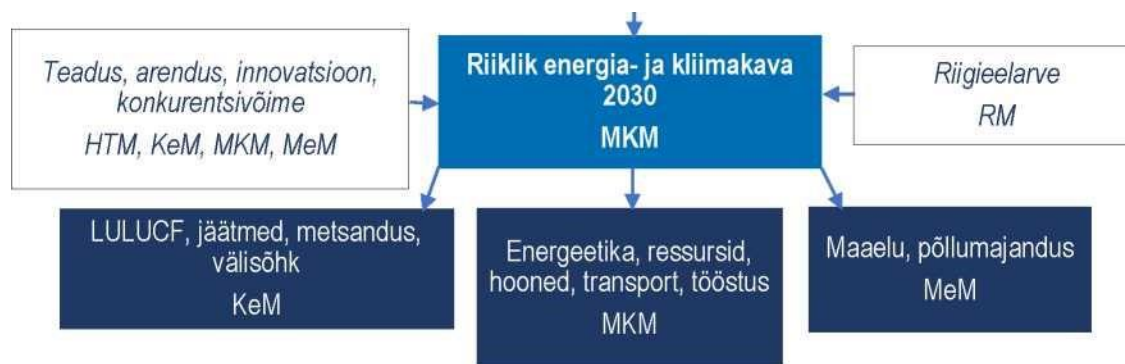 Teadus, arendus, innovatsioon,
konkurentsivõime
HTM, KeM, MKM, MeM
Riiklik energia- ja kliimakava
2030
MKM
Riigieelarve
RM
LULUCF, jäätmed, metsandus,
välisõhk
KeM
Energeetika, ressursid,
hooned, transport, tööstus
MKM
Maaelu, põllumajandus
MeM